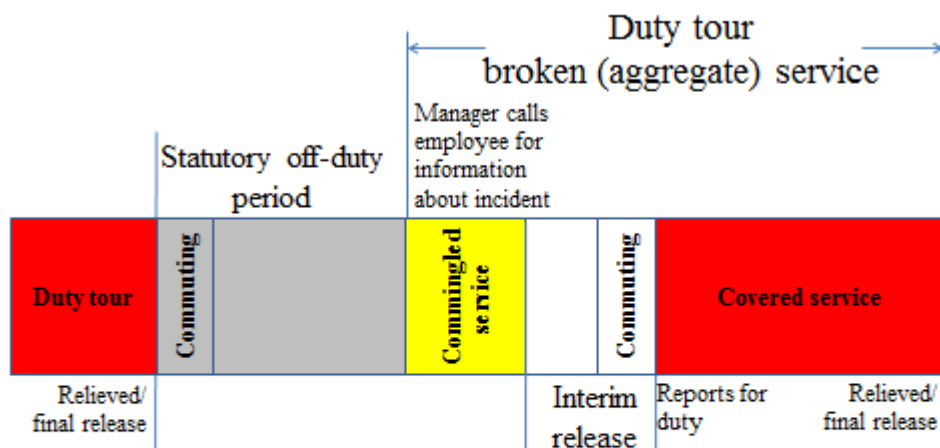 Duty tour
broken (aggregate) service
Manager calls
employee for
information
about incident
Statutory off-duty
period
Duty tour
Commuting
Commingled
service
Commuting
Covered service
Relieved/
final release
Interim
release
Reports for
duty
Relieved/
final release